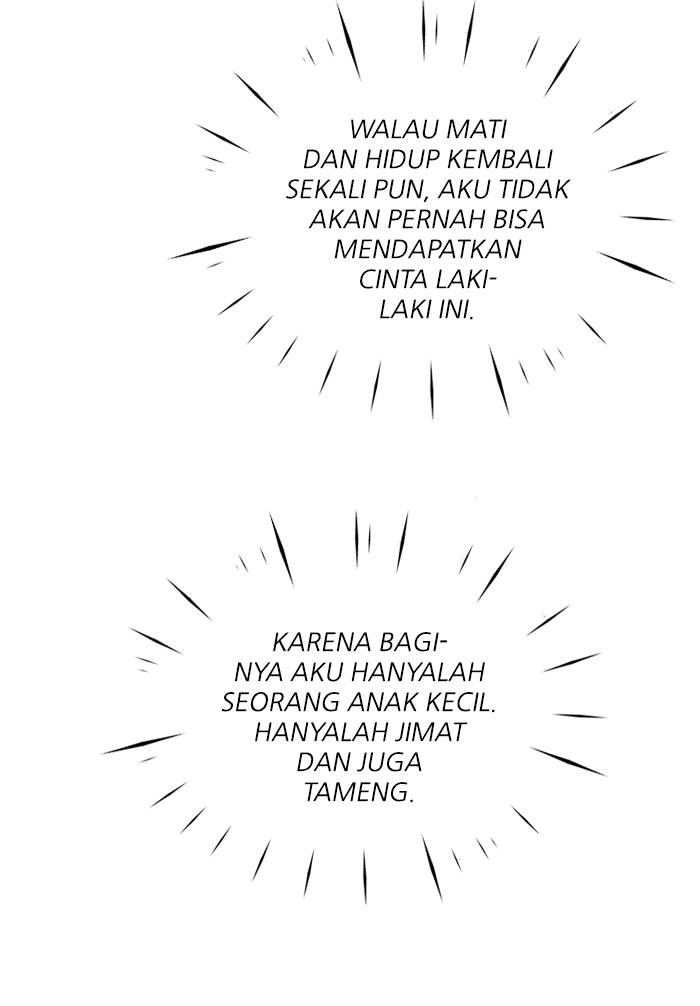 WALAU MATI
DAN HIDUP KEMBALI
SEKALI PUN, AKU TIDAK
AKAN PERNAH BISA
MENDAPATKAN
CINTA LAKI-
LAKI INI.
KARENA BAGI-
NYA AKU HANYALAH
SEORANG ANAK KECIL.
HANYALAH JIMAT
DAN JUGA
TAMENG.